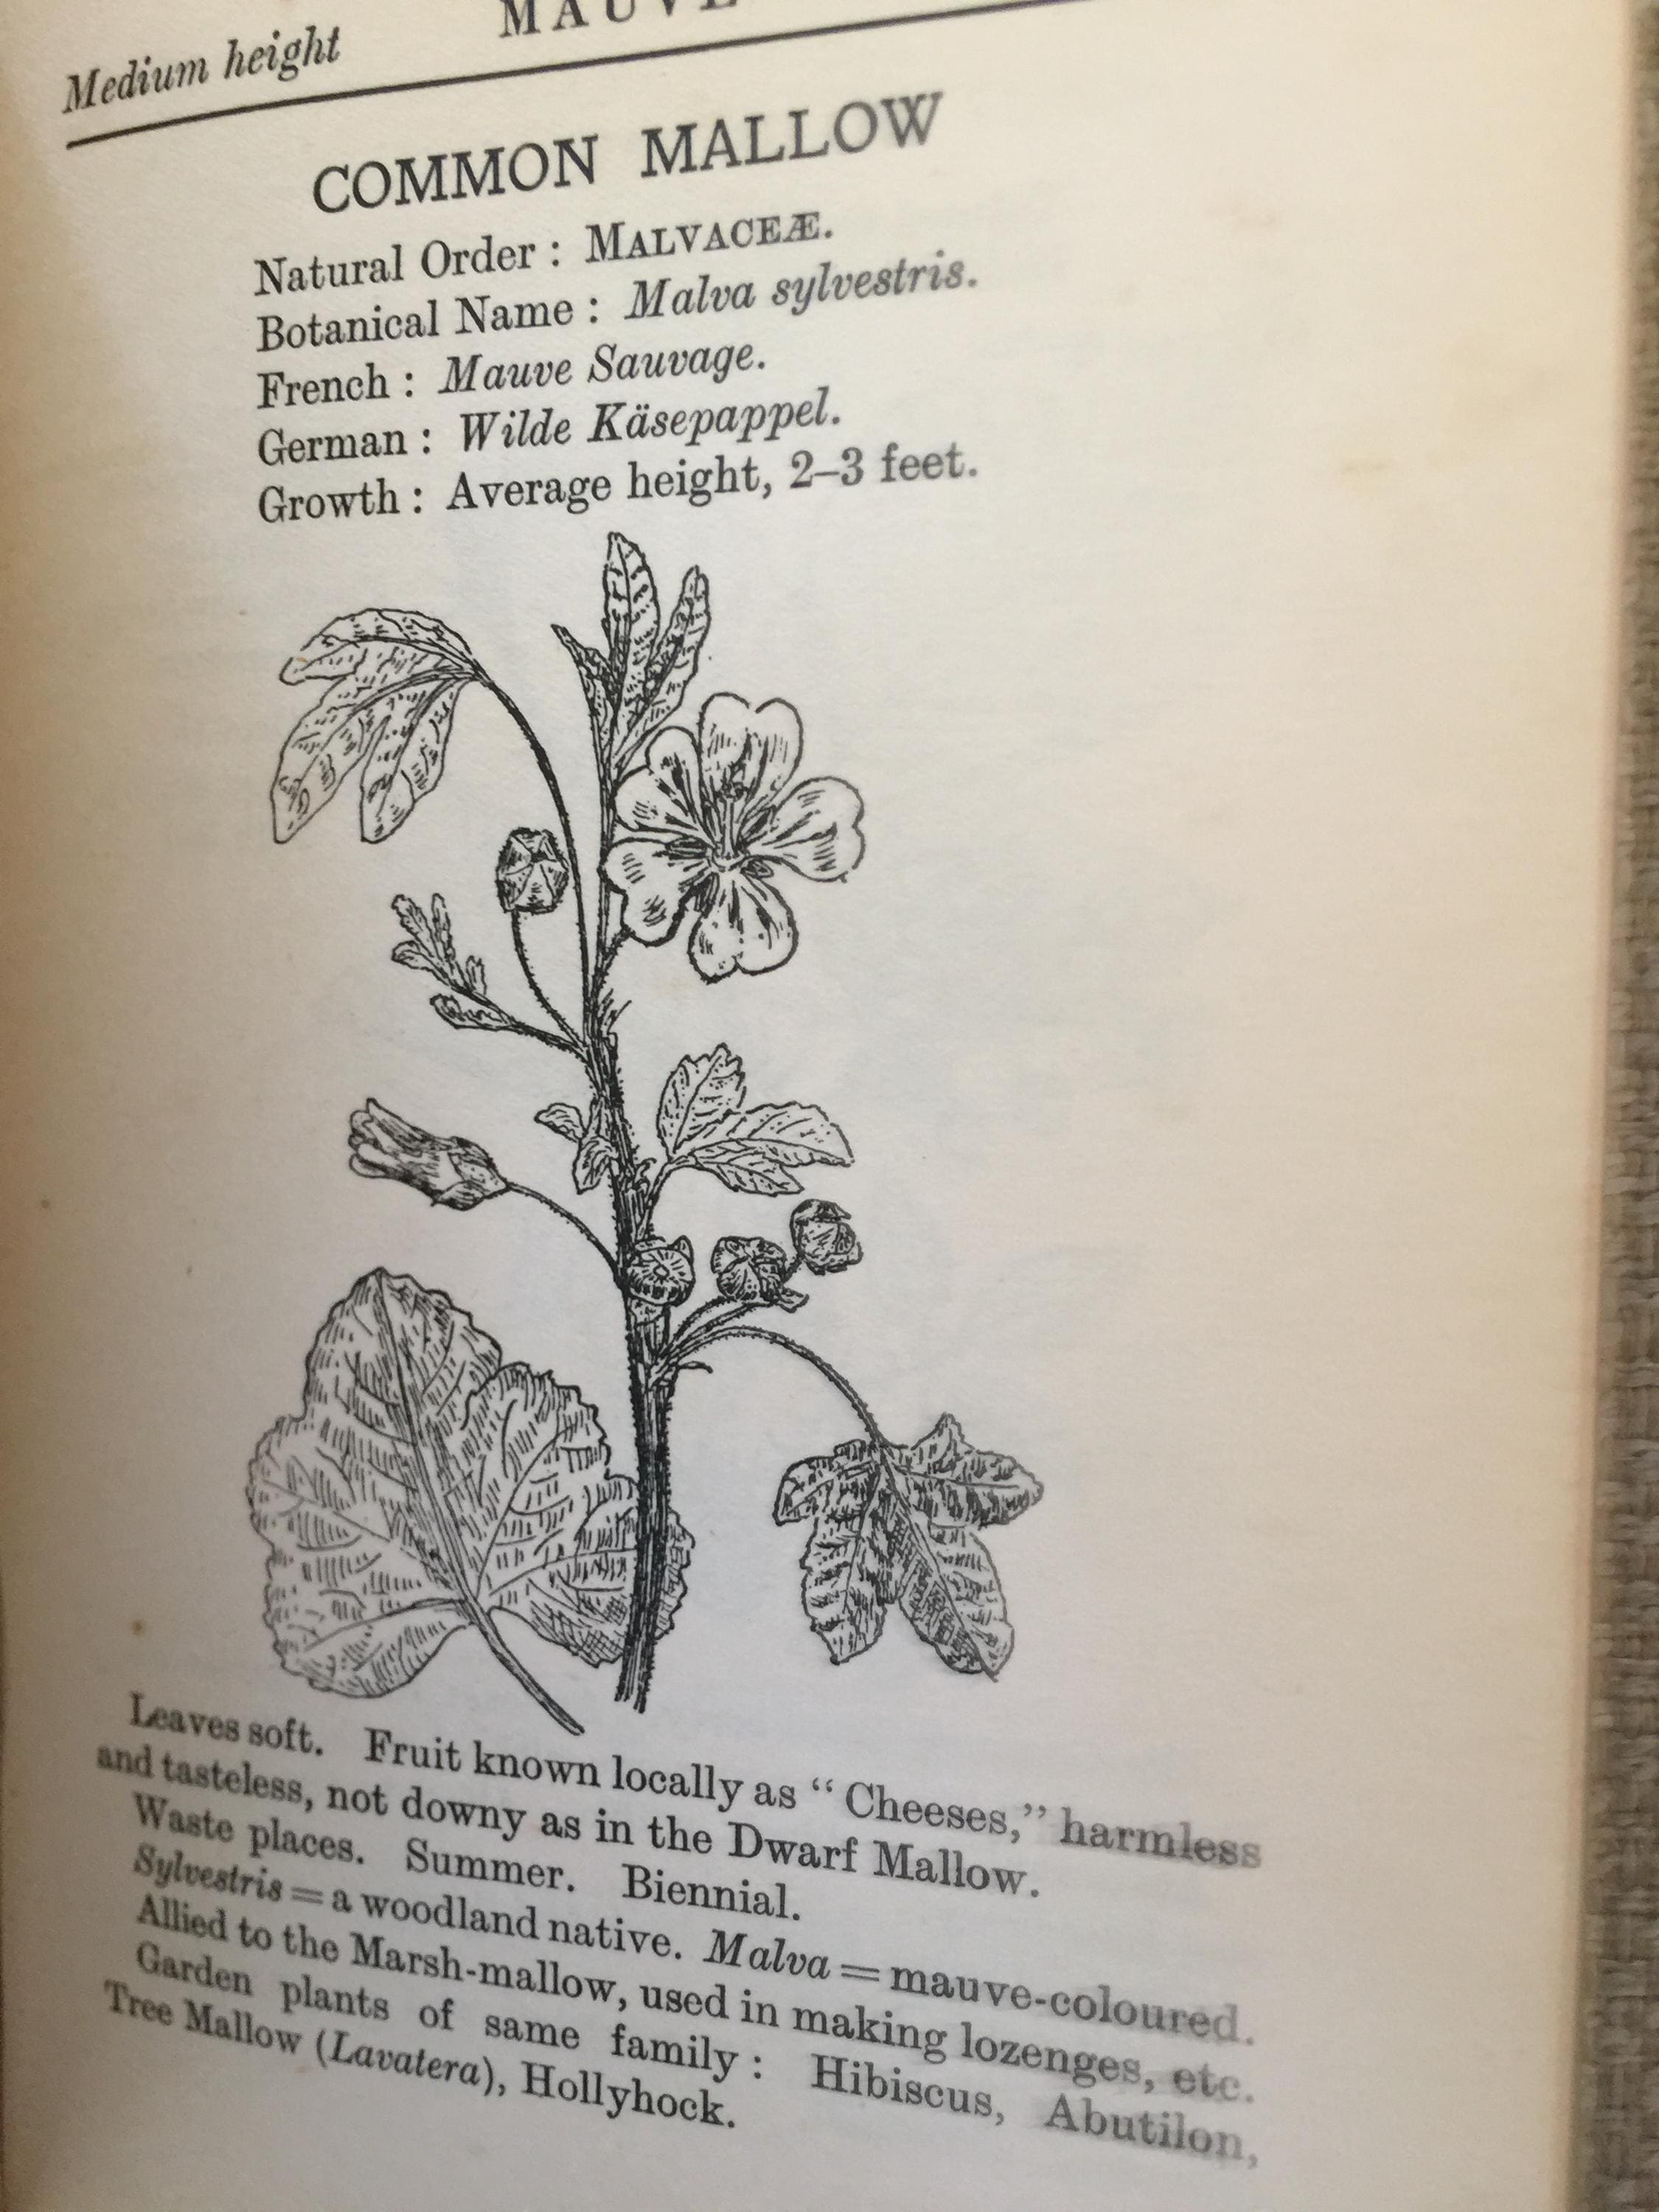 Medium height MAUVE
COMMON MALLOW
Natural Order : MALVACEÆ.
Botanical Name : Malva sylvestris.
French : Mauve Sauvage.
German : Wilde Käsepappel.
Growth : Average height, 2–3 feet.
Leaves soft. Fruit known locally as “ Cheeses,” harmless
and tasteless, not downy as in the Dwarf Mallow.
Waste places. Summer. Biennial.
Sylvestris = a woodland native. Malva = mauve-coloured.
Allied to the Marsh-mallow, used in making lozenges, etc.
Garden plants of same family : Hibiscus, Abutilon,
Tree Mallow (Lavatera), Hollyhock.